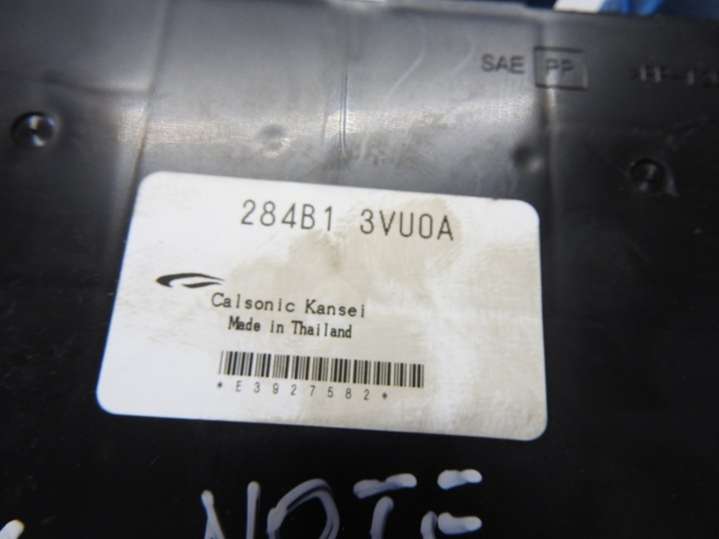 SAE PP
284B1 3VU0A
Calsonic Kansei
Made in Thailand
*E3927582*
NOTE